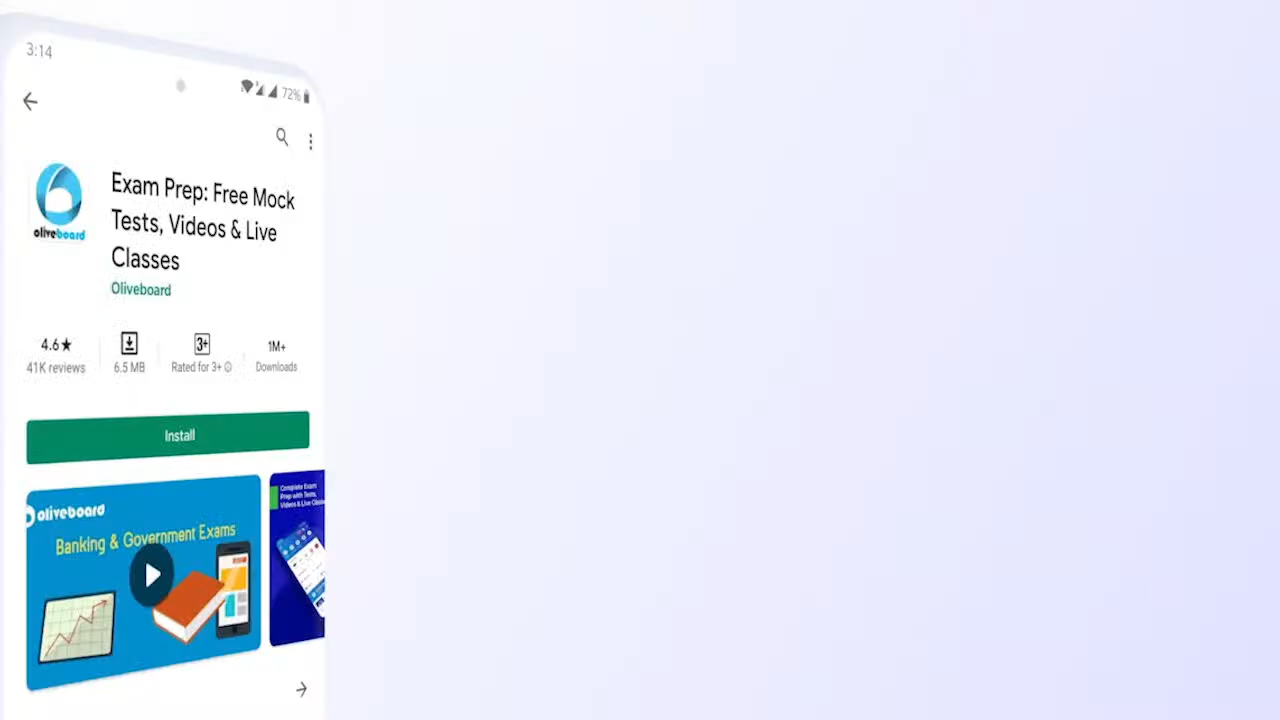 3:14
72%
Exam Prep: Free Mock
Tests, Videos & Live
Classes
oliveboard
Oliveboard
4.6★
3+
1M+
41K reviews
6.5 MB
Rated for 3+
Downloads
Install
oliveboard
Banking & Government Exams
Complete Exam
Prep with Tests,
Videos & Live